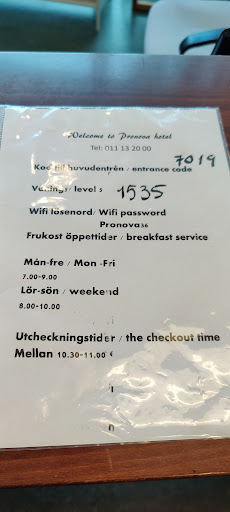 Welcome to Pronova hotel
Tel: 011 13 20 00
7019
Kod till huvudentrén / entrance code
Vånings/ level s 1535
Wifi lösenord/ Wifi password
Pronova36
Frukost öppettider / breakfast service
Mån-fre / Mon -Fri
7.00-9.00
Lör-sön / weekend
8.00-10.00
Utcheckningstider / the checkout time
Mellan 10.30-11.00